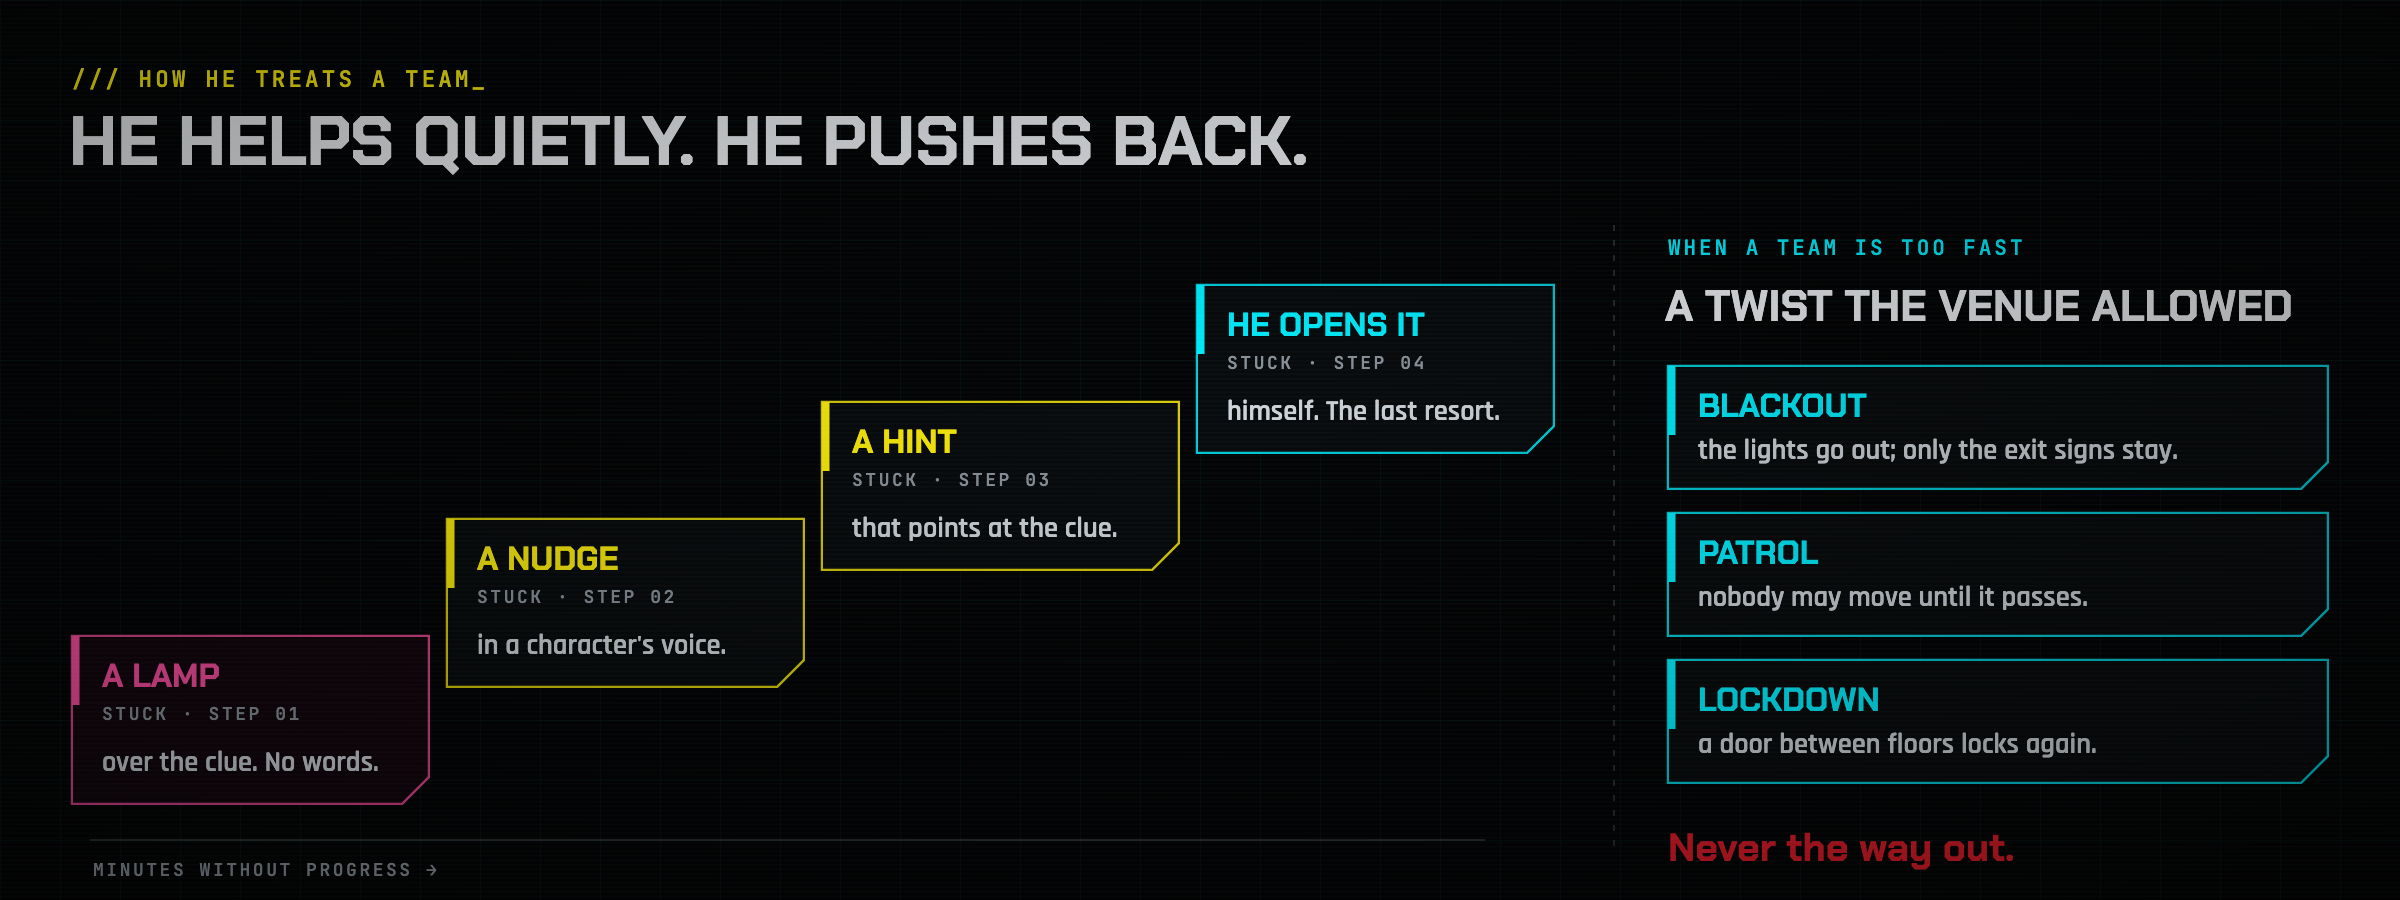 /// HOW HE TREATS A TEAM_
HE HELPS QUIETLY. HE PUSHES BACK.
A LAMP
STUCK · STEP 01
over the clue. No words.
A NUDGE
STUCK · STEP 02
in a character's voice.
A HINT
STUCK · STEP 03
that points at the clue.
HE OPENS IT
STUCK · STEP 04
himself. The last resort.
MINUTES WITHOUT PROGRESS →
WHEN A TEAM IS TOO FAST
A TWIST THE VENUE ALLOWED
BLACKOUT
the lights go out; only the exit signs stay.
PATROL
nobody may move until it passes.
LOCKDOWN
a door between floors locks again.
Never the way out.